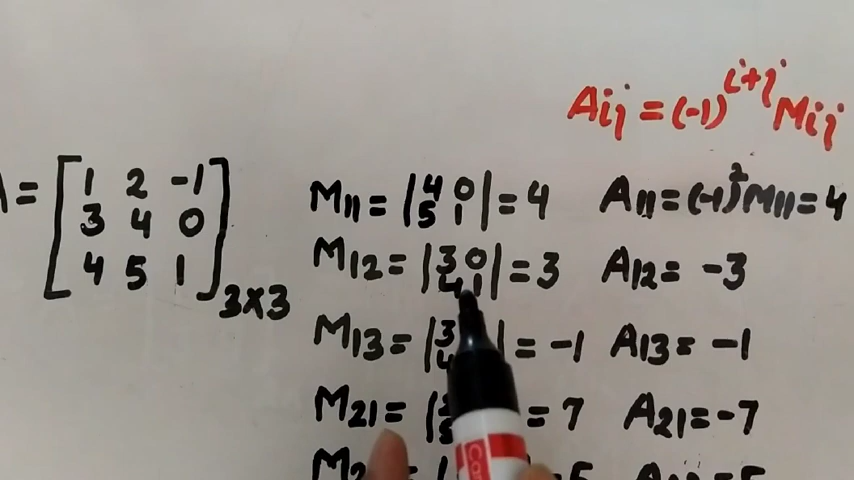 Aij = (-1)^(i+j) Mij
= [1 2 -1
3 4 0
4 5 1] 3×3
M11 = |4 0
5 1| = 4 A11 = (-1)^2 M11 = 4
M12 = |3 0
4 1| = 3 A12 = -3
M13 = |3
4 | = -1 A13 = -1
M21 = | = 7 A21 = -7